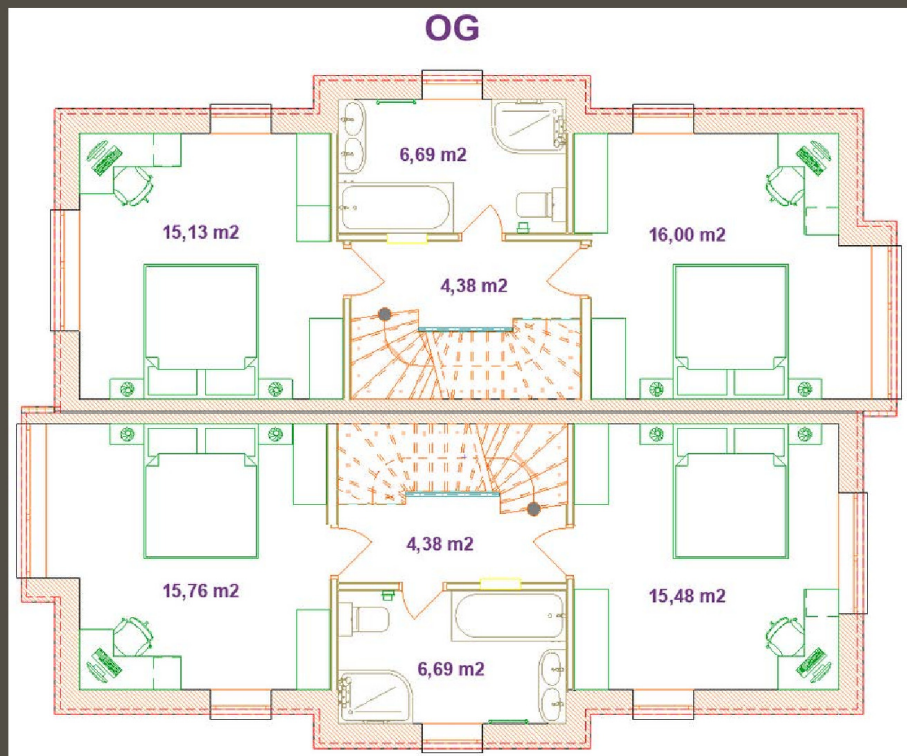 OG
6,69 m2
15,13 m2
16,00 m2
4,38 m2
4,38 m2
15,76 m2
15,48 m2
6,69 m2